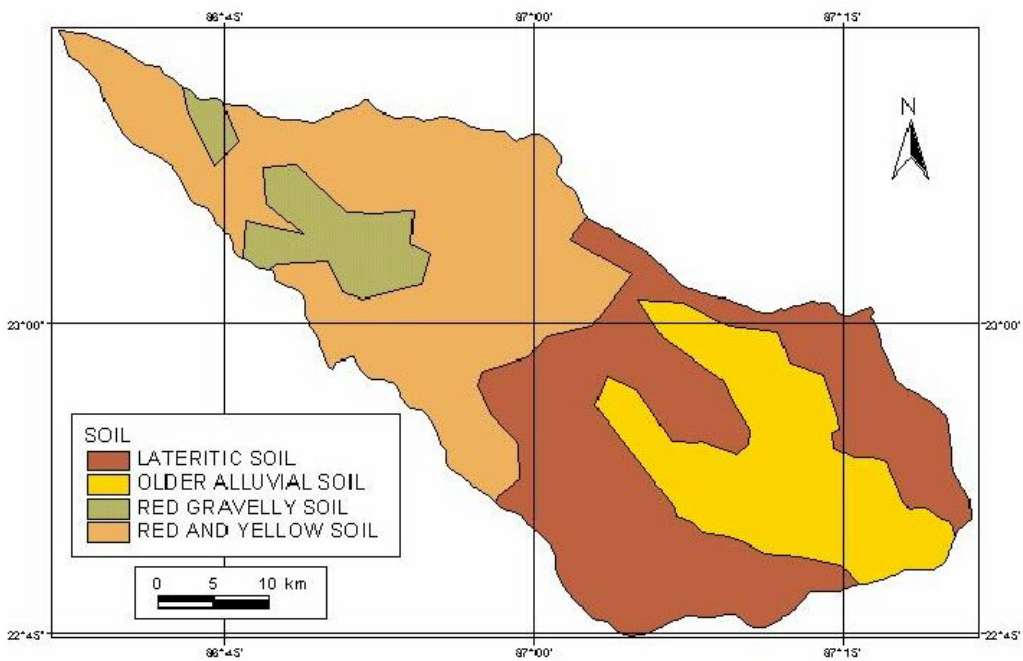 86°45' 87°00' 87°15'
N
23°00' 23°00'
SOIL
LATERITIC SOIL
OLDER ALLUVIAL SOIL
RED GRAVELLY SOIL
RED AND YELLOW SOIL
0 5 10 km
22°45' 22°45'
86°45' 87°00' 87°15'